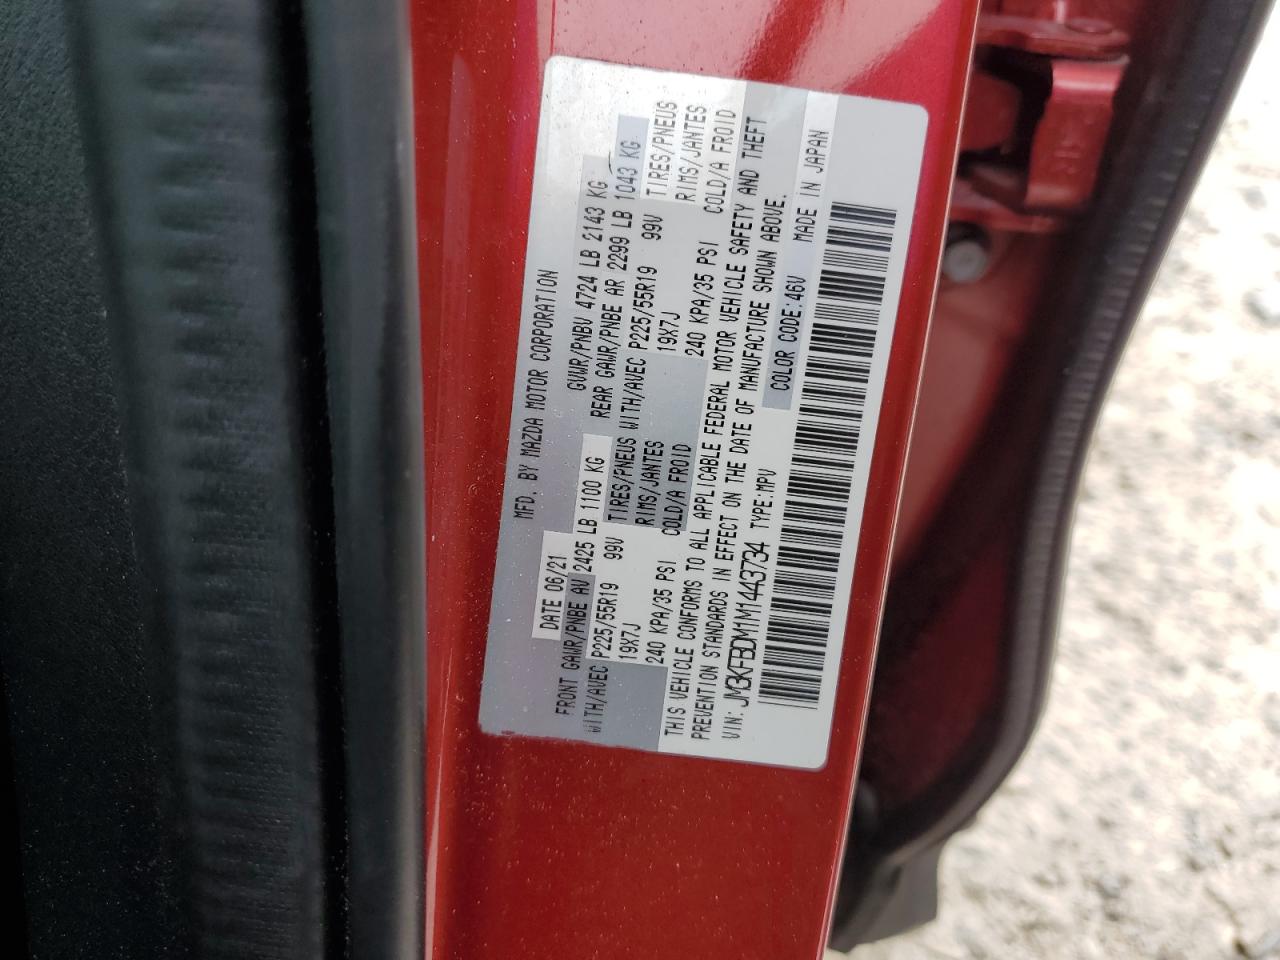 MFD. BY MAZDA MOTOR CORPORATION
DATE 06/21 GVWR/PNBV 4724 LB 2143 KG
FRONT GAWR/PNBE AV 2425 LB 1100 KG REAR GAWR/PNBE AR 2299 LB 1043 KG
WITH/AVEC P225/55R19 99V TIRES/PNEUS WITH/AVEC P225/55R19 99V TIRES/PNEUS
19X7J RIMS/JANTES 19X7J RIMS/JANTES
240 KPA/35 PSI COLD/A FROID 240 KPA/35 PSI COLD/A FROID
THIS VEHICLE CONFORMS TO ALL APPLICABLE FEDERAL MOTOR VEHICLE SAFETY AND THEFT
PREVENTION STANDARDS IN EFFECT ON THE DATE OF MANUFACTURE SHOWN ABOVE.
VIN: JM3KFBDM1M1443734 TYPE:MPV COLOR CODE:46V MADE IN JAPAN